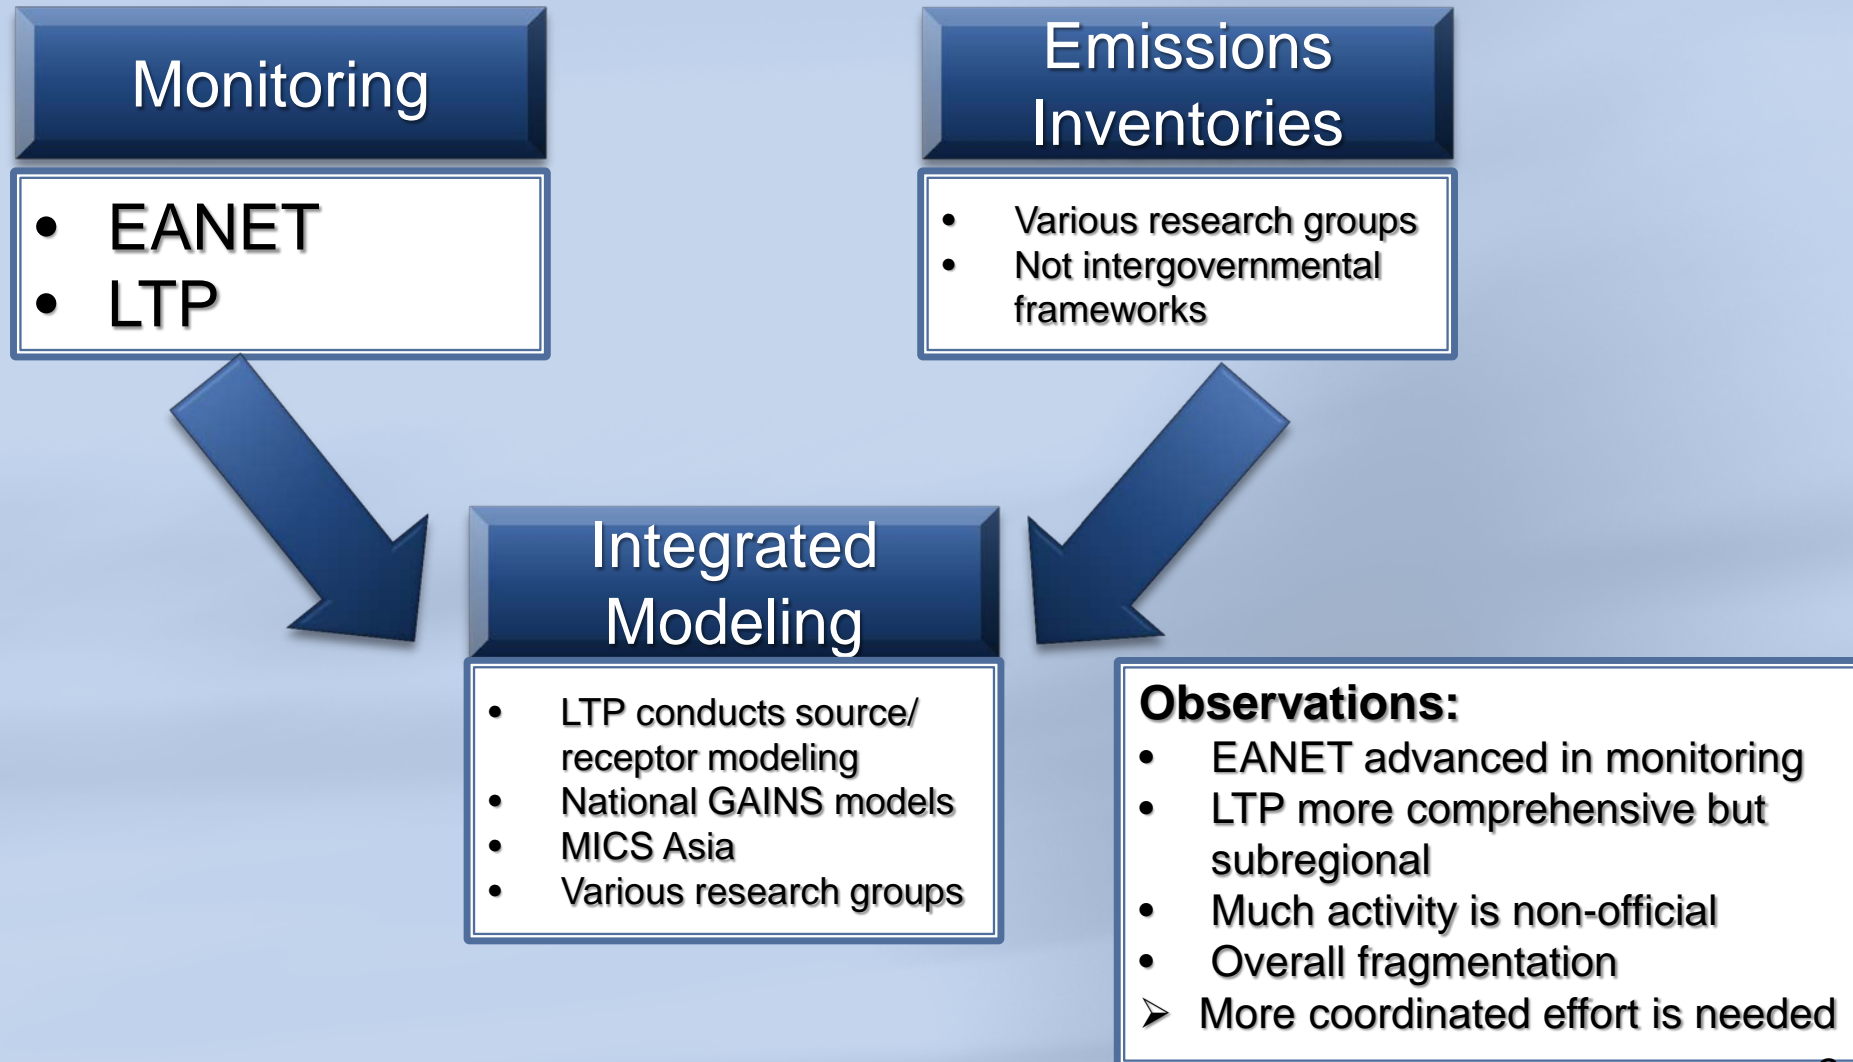 Monitoring
• EANET
• LTP
Emissions
Inventories
• Various research groups
• Not intergovernmental
frameworks
Integrated
Modeling
• LTP conducts source/
receptor modeling
• National GAINS models
• MICS Asia
• Various research groups
Observations:
• EANET advanced in monitoring
• LTP more comprehensive but
subregional
• Much activity is non-official
• Overall fragmentation
➢ More coordinated effort is needed